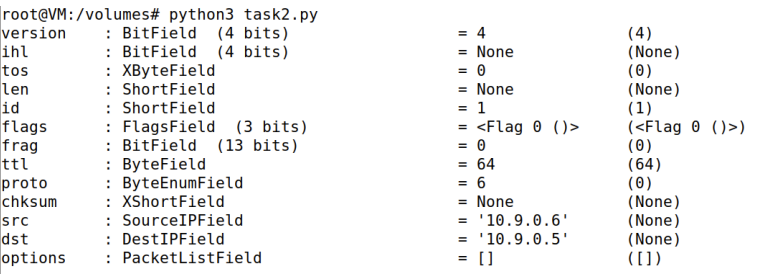 root@VM:/volumes# python3 task2.py
version    : BitField  (4 bits)                  = 4               (4)
ihl        : BitField  (4 bits)                  = None            (None)
tos        : XByteField                          = 0               (0)
len        : ShortField                          = None            (None)
id         : ShortField                          = 1               (1)
flags      : FlagsField  (3 bits)                = <Flag 0 ()>     (<Flag 0 ()>)
frag       : BitField  (13 bits)                 = 0               (0)
ttl        : ByteField                           = 64              (64)
proto      : ByteEnumField                       = 6               (0)
chksum     : XShortField                         = None            (None)
src        : SourceIPField                       = '10.9.0.6'      (None)
dst        : DestIPField                         = '10.9.0.5'      (None)
options    : PacketListField                     = []              ([])